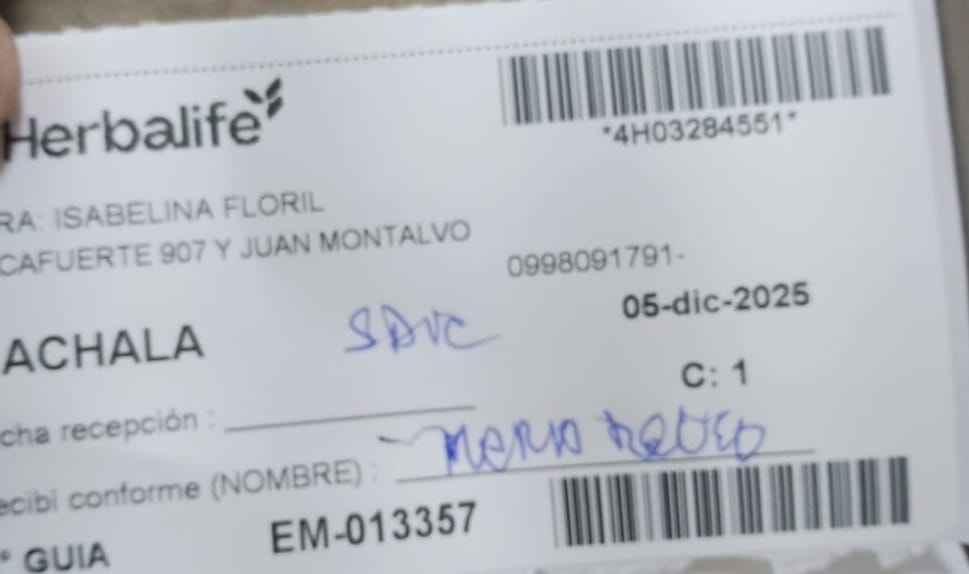 Herbalife
*4H03284551*
RA: ISABELINA FLORIL
CAFUERTE 907 Y JUAN MONTALVO
0998091791-
05-dic-2025
ACHALA
C: 1
cha recepción :
ecibi conforme (NOMBRE) : MARIA
° GUIA EM-013357